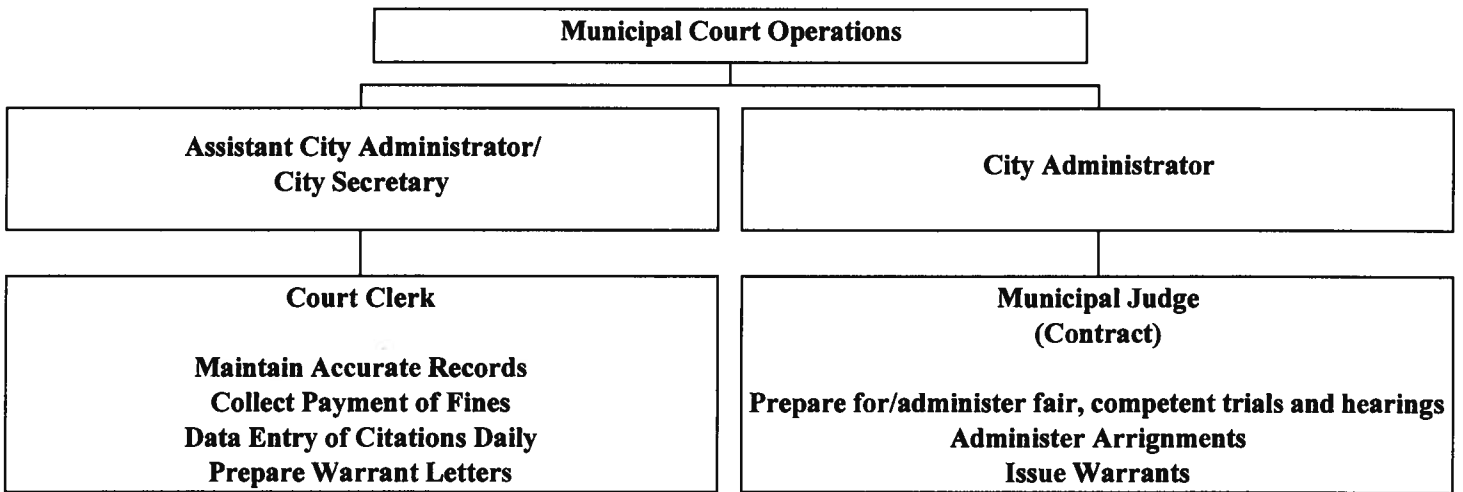 Municipal Court Operations
Assistant City Administrator/
City Secretary
City Administrator
Court Clerk
Maintain Accurate Records
Collect Payment of Fines
Data Entry of Citations Daily
Prepare Warrant Letters
Municipal Judge
(Contract)
Prepare for/administer fair, competent trials and hearings
Administer Arrignments
Issue Warrants